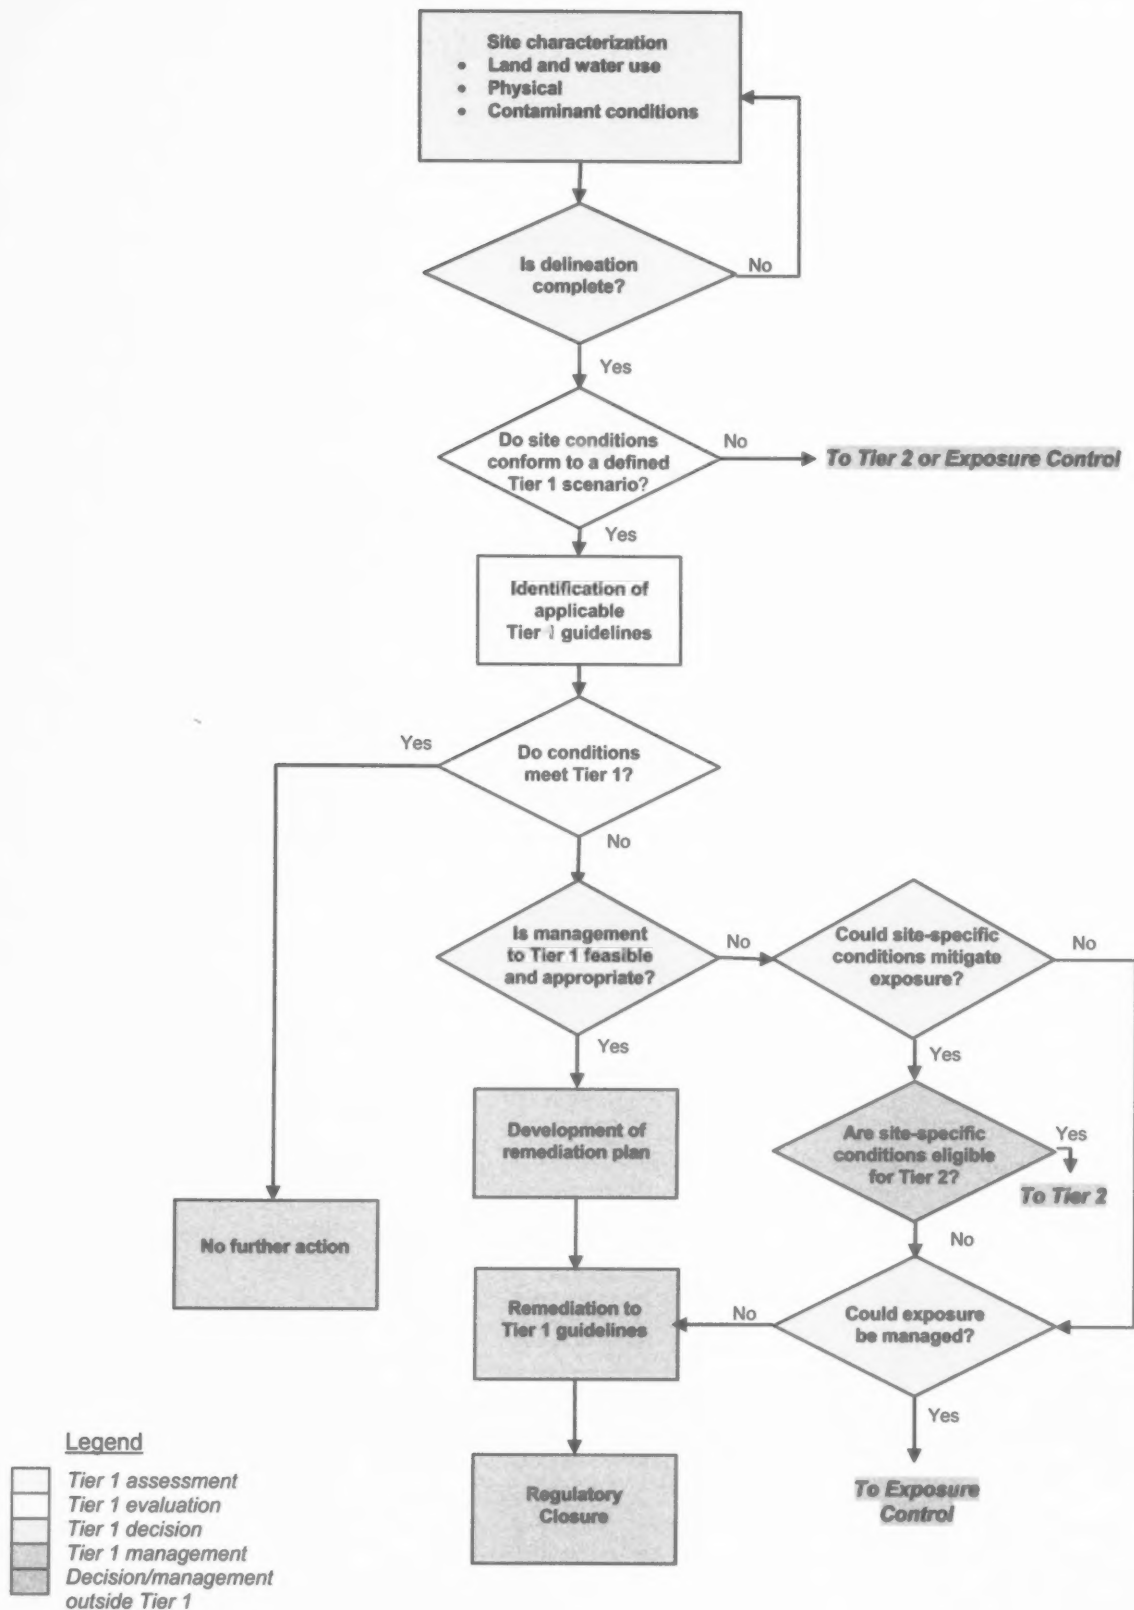 Site characterization
• Land and water use
• Physical
• Contaminant conditions
Is delineation
complete?
No
Yes
Do site conditions
conform to a defined
Tier 1 scenario?
No
To Tier 2 or Exposure Control
Yes
Identification of
applicable
Tier 1 guidelines
Yes
Do conditions
meet Tier 1?
No
Is management
to Tier 1 feasible
and appropriate?
No
Could site-specific
conditions mitigate
exposure?
No
Yes
Yes
Development of
remediation plan
Are site-specific
conditions eligible
for Tier 2?
Yes
To Tier 2
No further action
No
Remediation to
Tier 1 guidelines
No
Could exposure
be managed?
Yes
Regulatory
Closure
To Exposure
Control
Legend
Tier 1 assessment
Tier 1 evaluation
Tier 1 decision
Tier 1 management
Decision/management
outside Tier 1